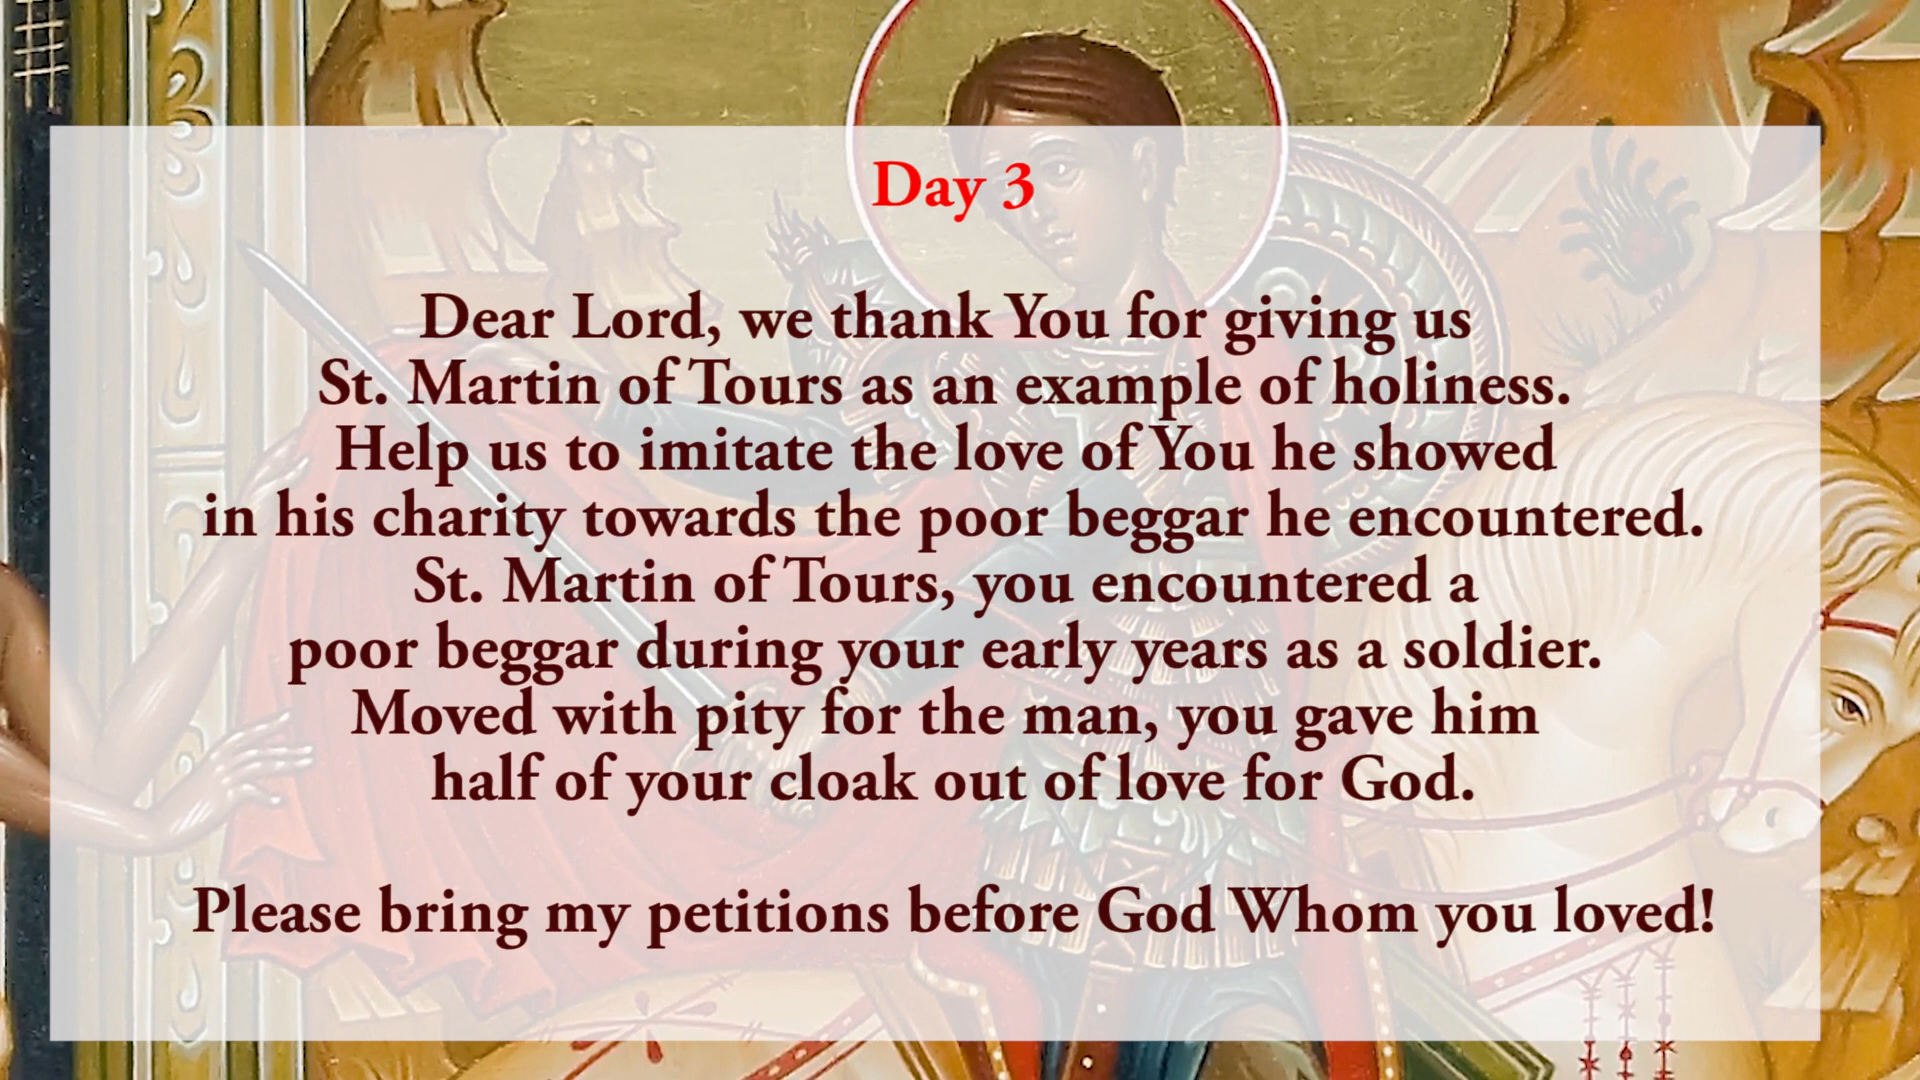 Day 3
Dear Lord, we thank You for giving us
St. Martin of Tours as an example of holiness.
Help us to imitate the love of You he showed
in his charity towards the poor beggar he encountered.
St. Martin of Tours, you encountered a
poor beggar during your early years as a soldier.
Moved with pity for the man, you gave him
half of your cloak out of love for God.
Please bring my petitions before God Whom you loved!